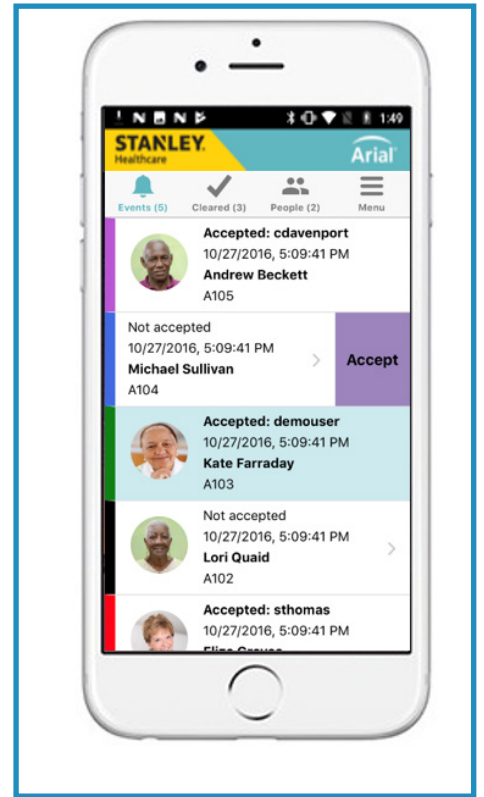 1:49
STANLEY.
Healthcare
Arial
Events (5)
Cleared (3)
People (2)
Menu
Accepted: cdavenport
10/27/2016, 5:09:41 PM
Andrew Beckett
A105
Not accepted
10/27/2016, 5:09:41 PM
Michael Sullivan
A104
Accept
Accepted: demouser
10/27/2016, 5:09:41 PM
Kate Farraday
A103
Not accepted
10/27/2016, 5:09:41 PM
Lori Quaid
A102
Accepted: sthomas
10/27/2016, 5:09:41 PM